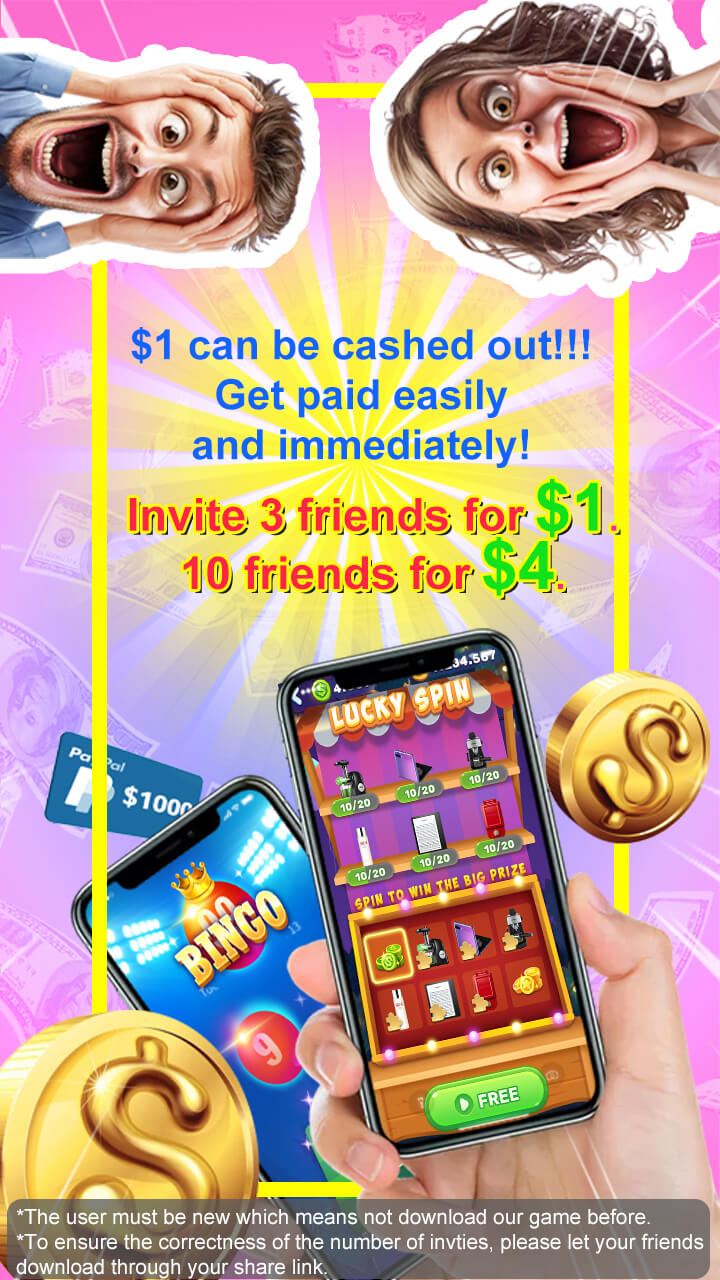 $1 can be cashed out!!!
Get paid easily
and immediately!
Invite 3 friends for $1.
10 friends for $4.
LUCKY SPIN
10/20
10/20
10/20
10/20
10/20
10/20
SPIN TO WIN THE BIG PRIZE
FREE
PayPal
$1000
BINGO
13
9
*The user must be new which means not download our game before.
*To ensure the correctness of the number of invties, please let your friends
download through your share link.